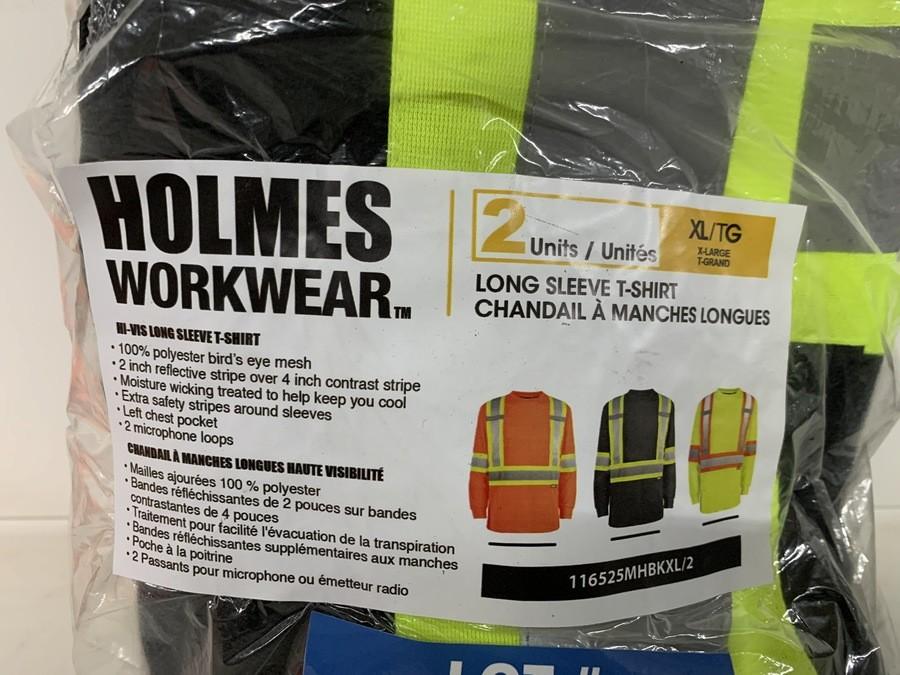 HOLMES
WORKWEAR™
2 Units / Unités
XL/TG
X-LARGE
T-GRAND
LONG SLEEVE T-SHIRT
CHANDAIL À MANCHES LONGUES
HI-VIS LONG SLEEVE T-SHIRT
• 100% polyester bird's eye mesh
• 2 inch reflective stripe over 4 inch contrast stripe
• Moisture wicking treated to help keep you cool
• Extra safety stripes around sleeves
• Left chest pocket
• 2 microphone loops
CHANDAIL À MANCHES LONGUES HAUTE VISIBILITÉ
• Mailles ajourées 100 % polyester
• Bandes réfléchissantes de 2 pouces sur bandes
contrastantes de 4 pouces
• Traitement pour facilité l'évacuation de la transpiration
• Bandes réfléchissantes supplémentaires aux manches
• Poche à la poitrine
• 2 Passants pour microphone ou émetteur radio
116525MHBKXL/2
LOT #